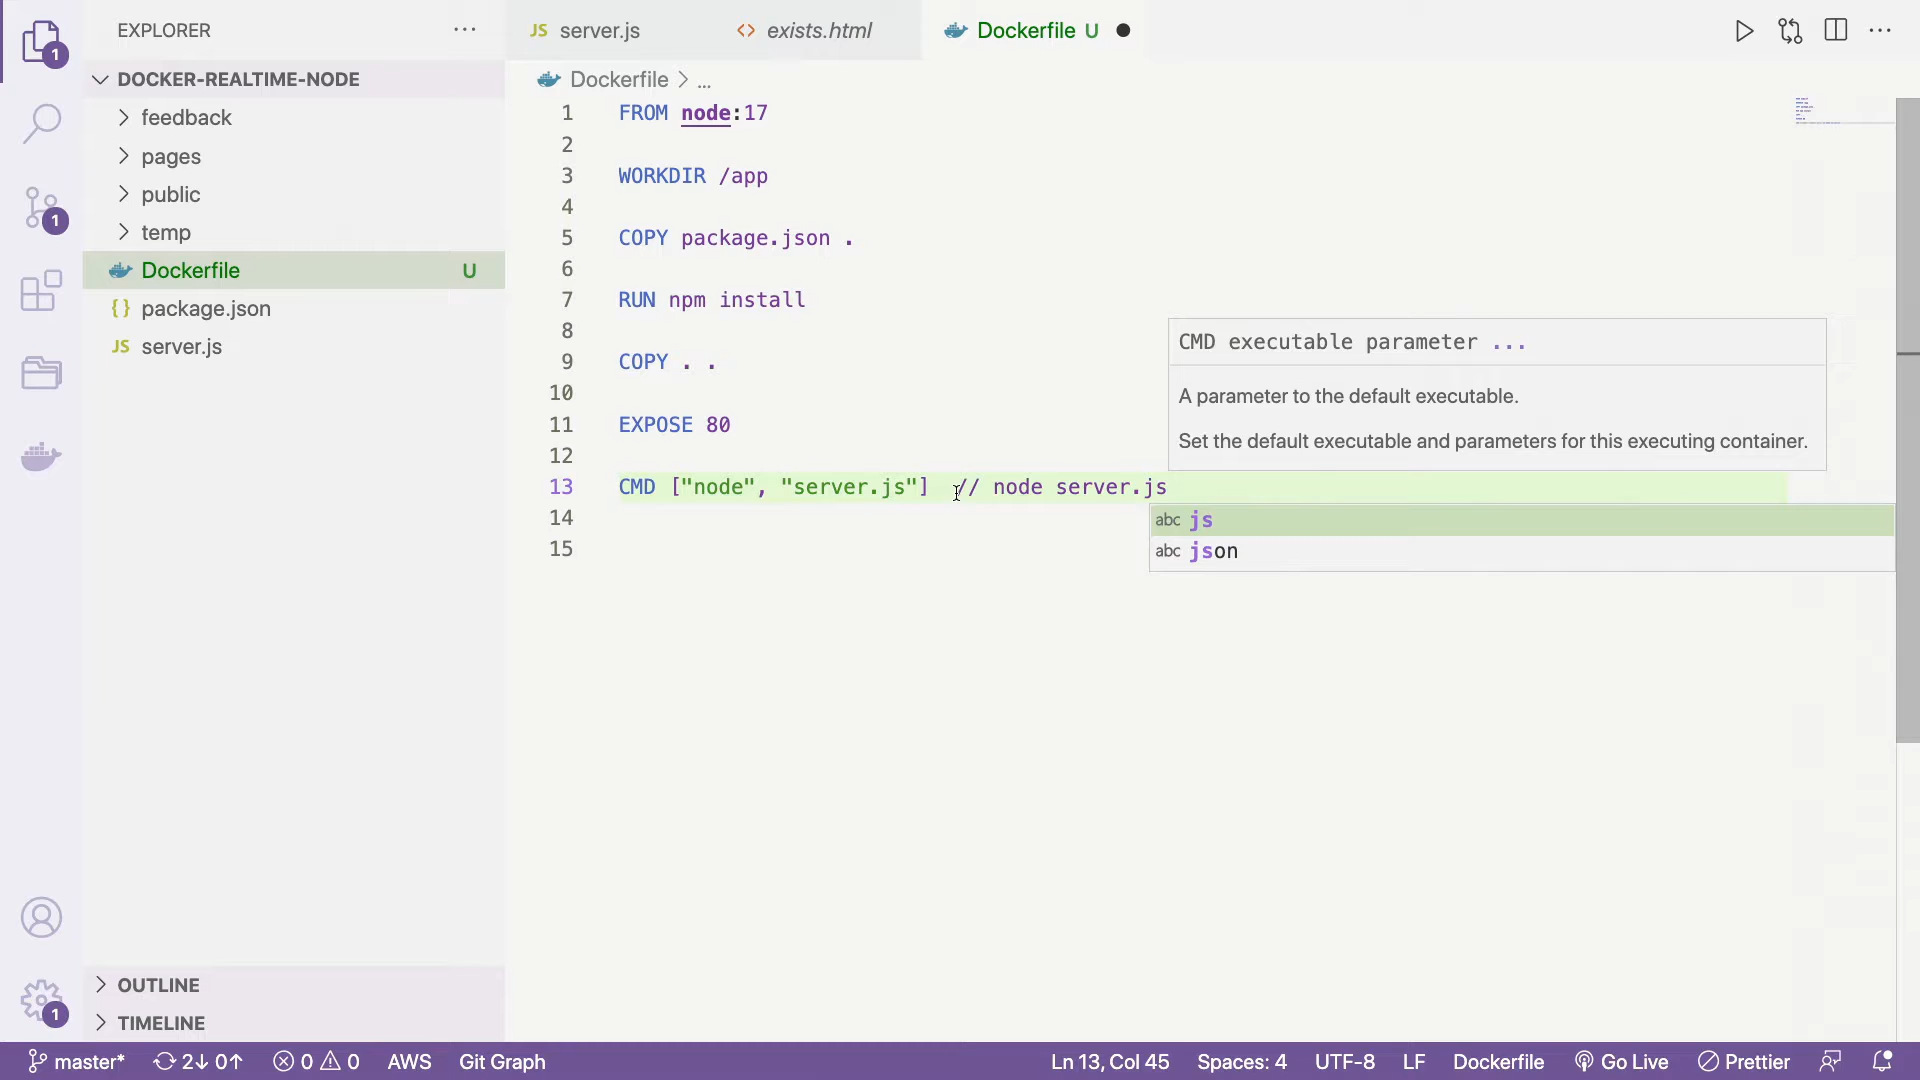 EXPLORER
DOCKER-REALTIME-NODE
feedback
pages
public
temp
Dockerfile U
{} package.json
JS server.js
OUTLINE
TIMELINE
1
1
1
JS server.js
<> exists.html
Dockerfile U
Dockerfile > ...
1 FROM node:17
2
3 WORKDIR /app
4
5 COPY package.json .
6
7 RUN npm install
8
9 COPY . .
10
11 EXPOSE 80
12
13 CMD ["node", "server.js"] // node server.js
14
15
CMD executable parameter ...
A parameter to the default executable.
Set the default executable and parameters for this executing container.
abc js
abc json
master* 2↓ 0↑ 0 0 AWS Git Graph Ln 13, Col 45 Spaces: 4 UTF-8 LF Dockerfile Go Live Prettier